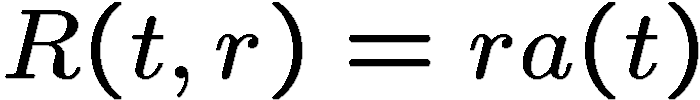 R(t, r) = ra(t)